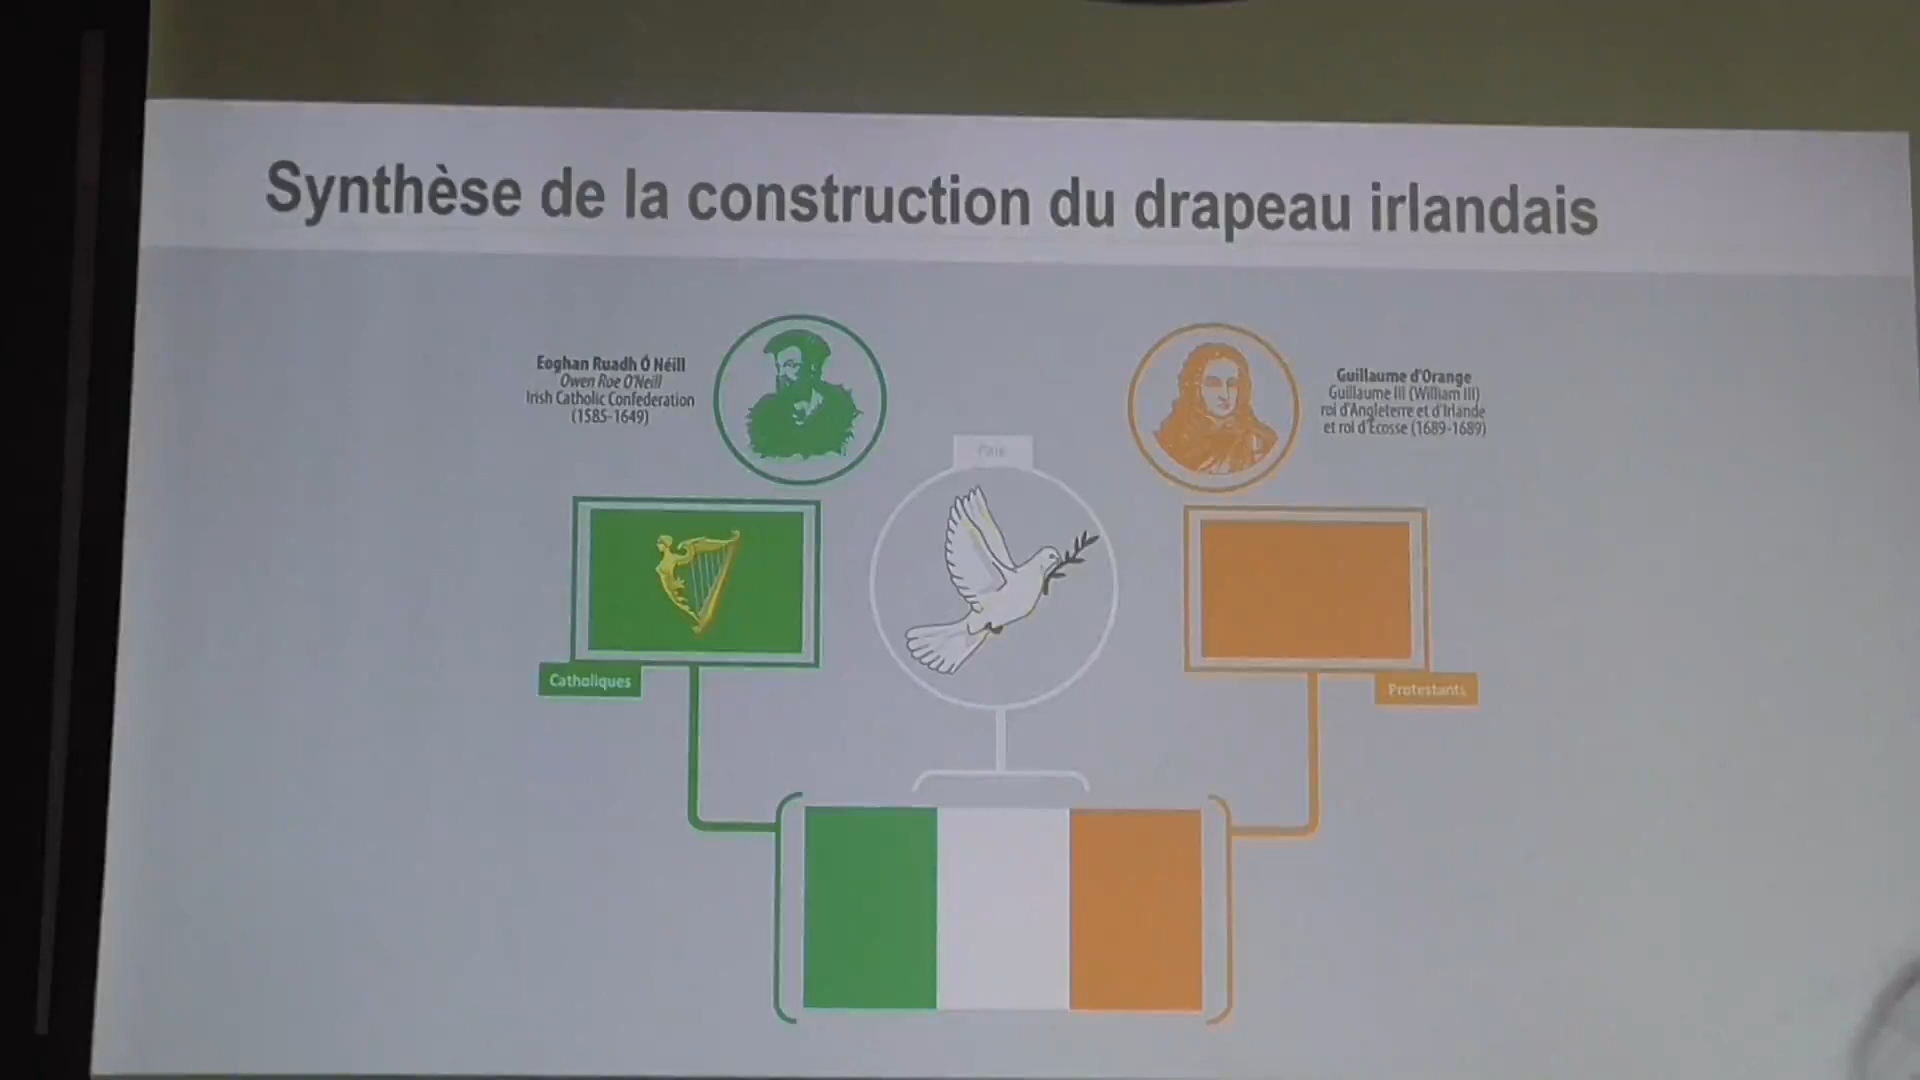 Synthèse de la construction du drapeau irlandais
Eoghan Ruadh Ó Néill
Owen Roe O'Neill
Irish Catholic Confederation
(1585-1649)
Guillaume d'Orange
Guillaume III (William III)
roi d'Angleterre et d'Irlande
et roi d'Écosse (1689-1689)
Paix
Catholiques
Protestants